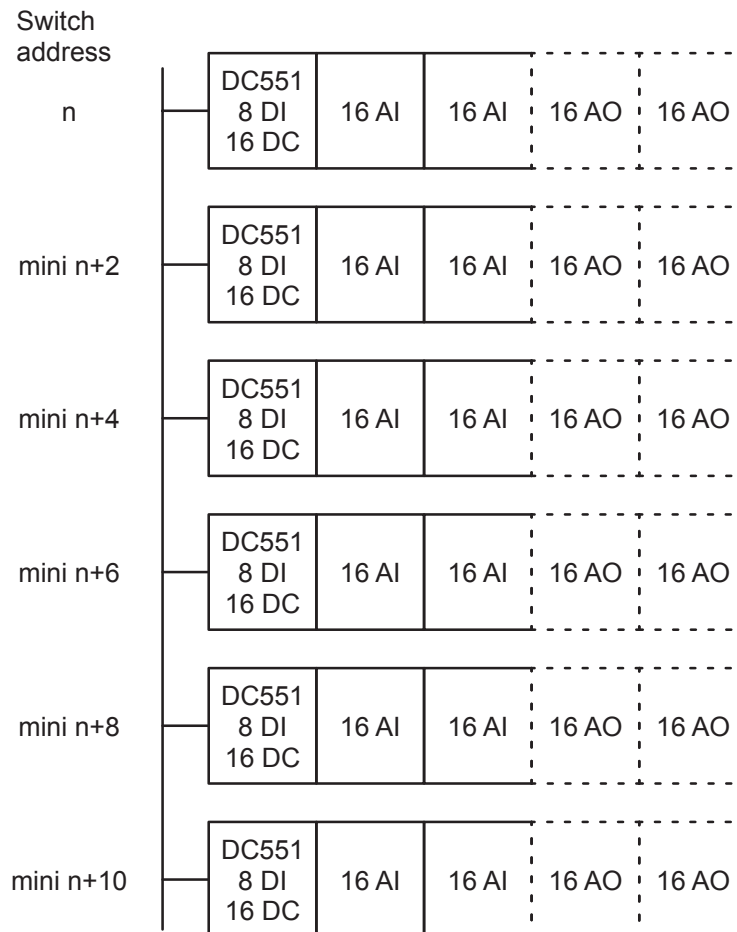 Switch
address
n
DC551
8 DI
16 DC
16 AI
16 AI
16 AO
16 AO
mini n+2
DC551
8 DI
16 DC
16 AI
16 AI
16 AO
16 AO
mini n+4
DC551
8 DI
16 DC
16 AI
16 AI
16 AO
16 AO
mini n+6
DC551
8 DI
16 DC
16 AI
16 AI
16 AO
16 AO
mini n+8
DC551
8 DI
16 DC
16 AI
16 AI
16 AO
16 AO
mini n+10
DC551
8 DI
16 DC
16 AI
16 AI
16 AO
16 AO